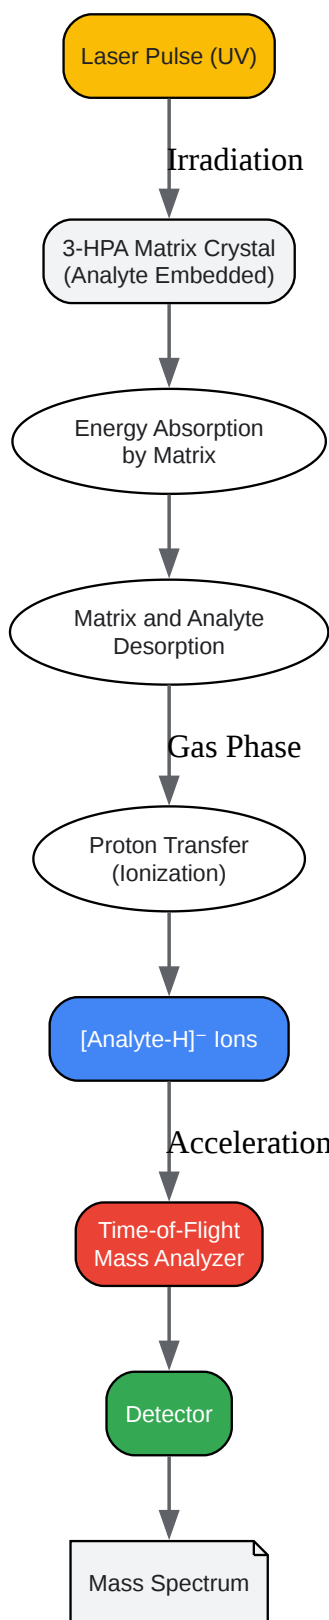 Laser Pulse (UV)
Irradiation
3-HPA Matrix Crystal
(Analyte Embedded)
Energy Absorption
by Matrix
Matrix and Analyte
Desorption
Gas Phase
Proton Transfer
(Ionization)
[Analyte-H]⁻ Ions
Acceleration
Time-of-Flight
Mass Analyzer
Detector
Mass Spectrum